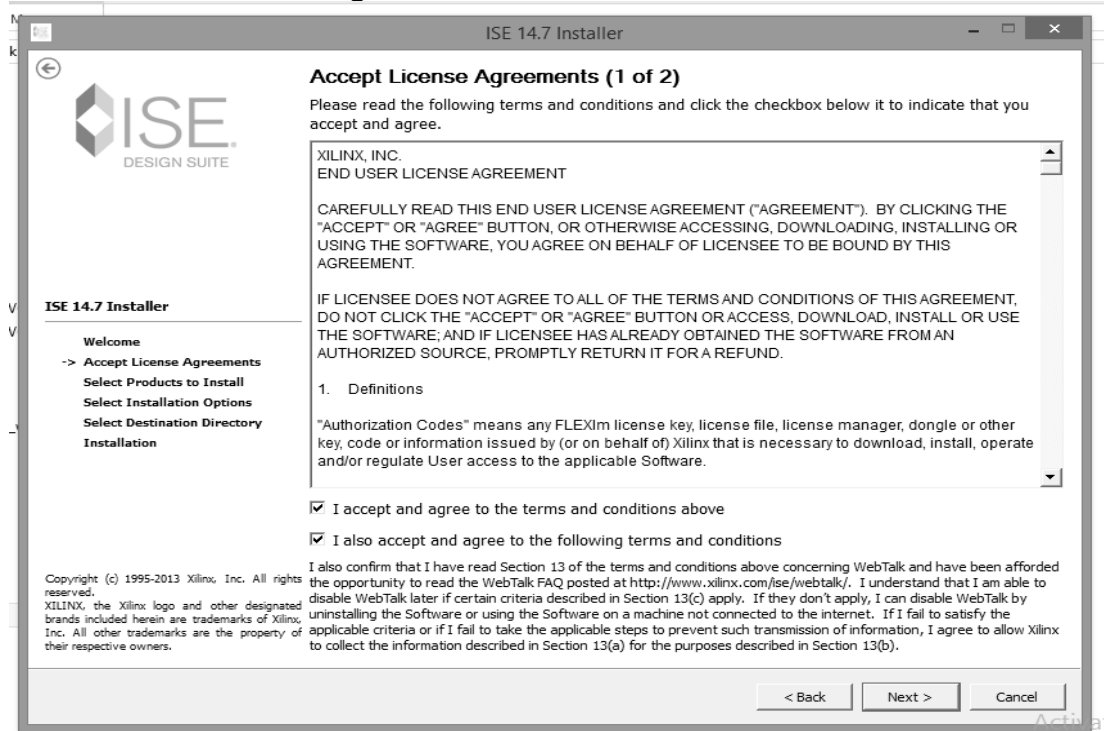 M
ISE 14.7 Installer
k
Accept License Agreements (1 of 2)
Please read the following terms and conditions and click the checkbox below it to indicate that you
accept and agree.
ISE
DESIGN SUITE
XILINX, INC.
END USER LICENSE AGREEMENT
CAREFULLY READ THIS END USER LICENSE AGREEMENT ("AGREEMENT"). BY CLICKING THE
"ACCEPT" OR "AGREE" BUTTON, OR OTHERWISE ACCESSING, DOWNLOADING, INSTALLING OR
USING THE SOFTWARE, YOU AGREE ON BEHALF OF LICENSEE TO BE BOUND BY THIS
AGREEMENT.
IF LICENSEE DOES NOT AGREE TO ALL OF THE TERMS AND CONDITIONS OF THIS AGREEMENT,
DO NOT CLICK THE "ACCEPT" OR "AGREE" BUTTON OR ACCESS, DOWNLOAD, INSTALL OR USE
THE SOFTWARE; AND IF LICENSEE HAS ALREADY OBTAINED THE SOFTWARE FROM AN
AUTHORIZED SOURCE, PROMPTLY RETURN IT FOR A REFUND.
1. Definitions
"Authorization Codes" means any FLEXlm license key, license file, license manager, dongle or other
key, code or information issued by (or on behalf of) Xilinx that is necessary to download, install, operate
and/or regulate User access to the applicable Software.
ISE 14.7 Installer
Welcome
-> Accept License Agreements
Select Products to Install
Select Installation Options
Select Destination Directory
Installation
I accept and agree to the terms and conditions above
I also accept and agree to the following terms and conditions
I also confirm that I have read Section 13 of the terms and conditions above concerning WebTalk and have been afforded
the opportunity to read the WebTalk FAQ posted at http://www.xilinx.com/ise/webtalk/. I understand that I am able to
disable WebTalk later if certain criteria described in Section 13(c) apply. If they don't apply, I can disable WebTalk by
uninstalling the Software or using the Software on a machine not connected to the internet. If I fail to satisfy the
applicable criteria or if I fail to take the applicable steps to prevent such transmission of information, I agree to allow Xilinx
to collect the information described in Section 13(a) for the purposes described in Section 13(b).
Copyright (c) 1995-2013 Xilinx, Inc. All rights
reserved.
XILINX, the Xilinx logo and other designated
brands included herein are trademarks of Xilinx,
Inc. All other trademarks are the property of
their respective owners.
< Back
Next >
Cancel